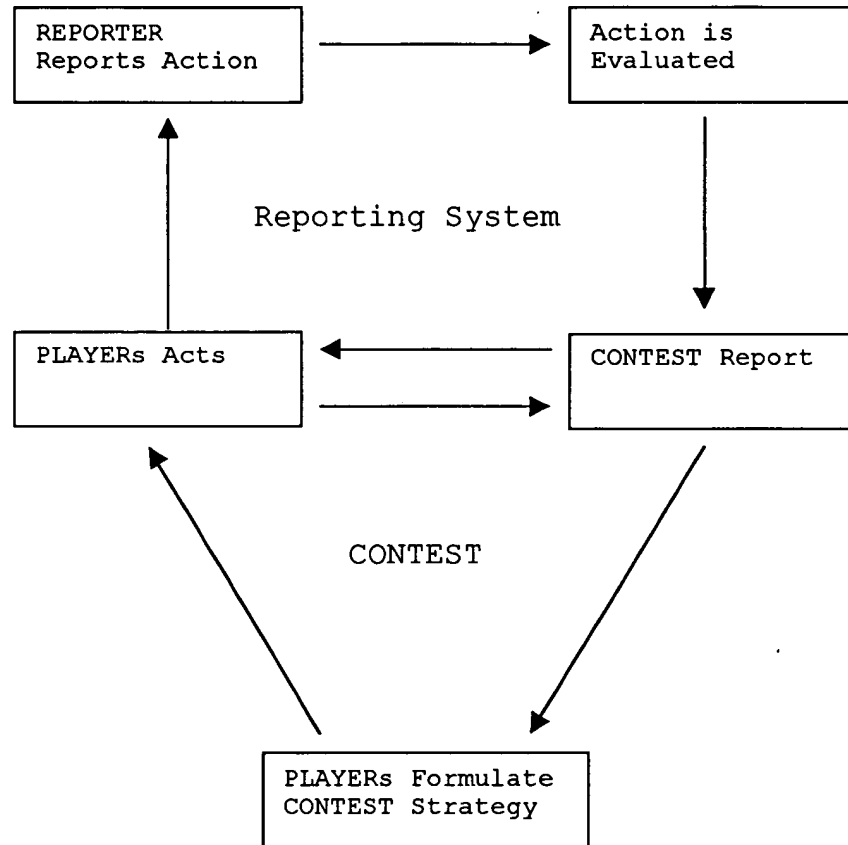 REPORTER
Reports Action
Action is
Evaluated
Reporting System
PLAYERs Acts
CONTEST Report
CONTEST
PLAYERs Formulate
CONTEST Strategy